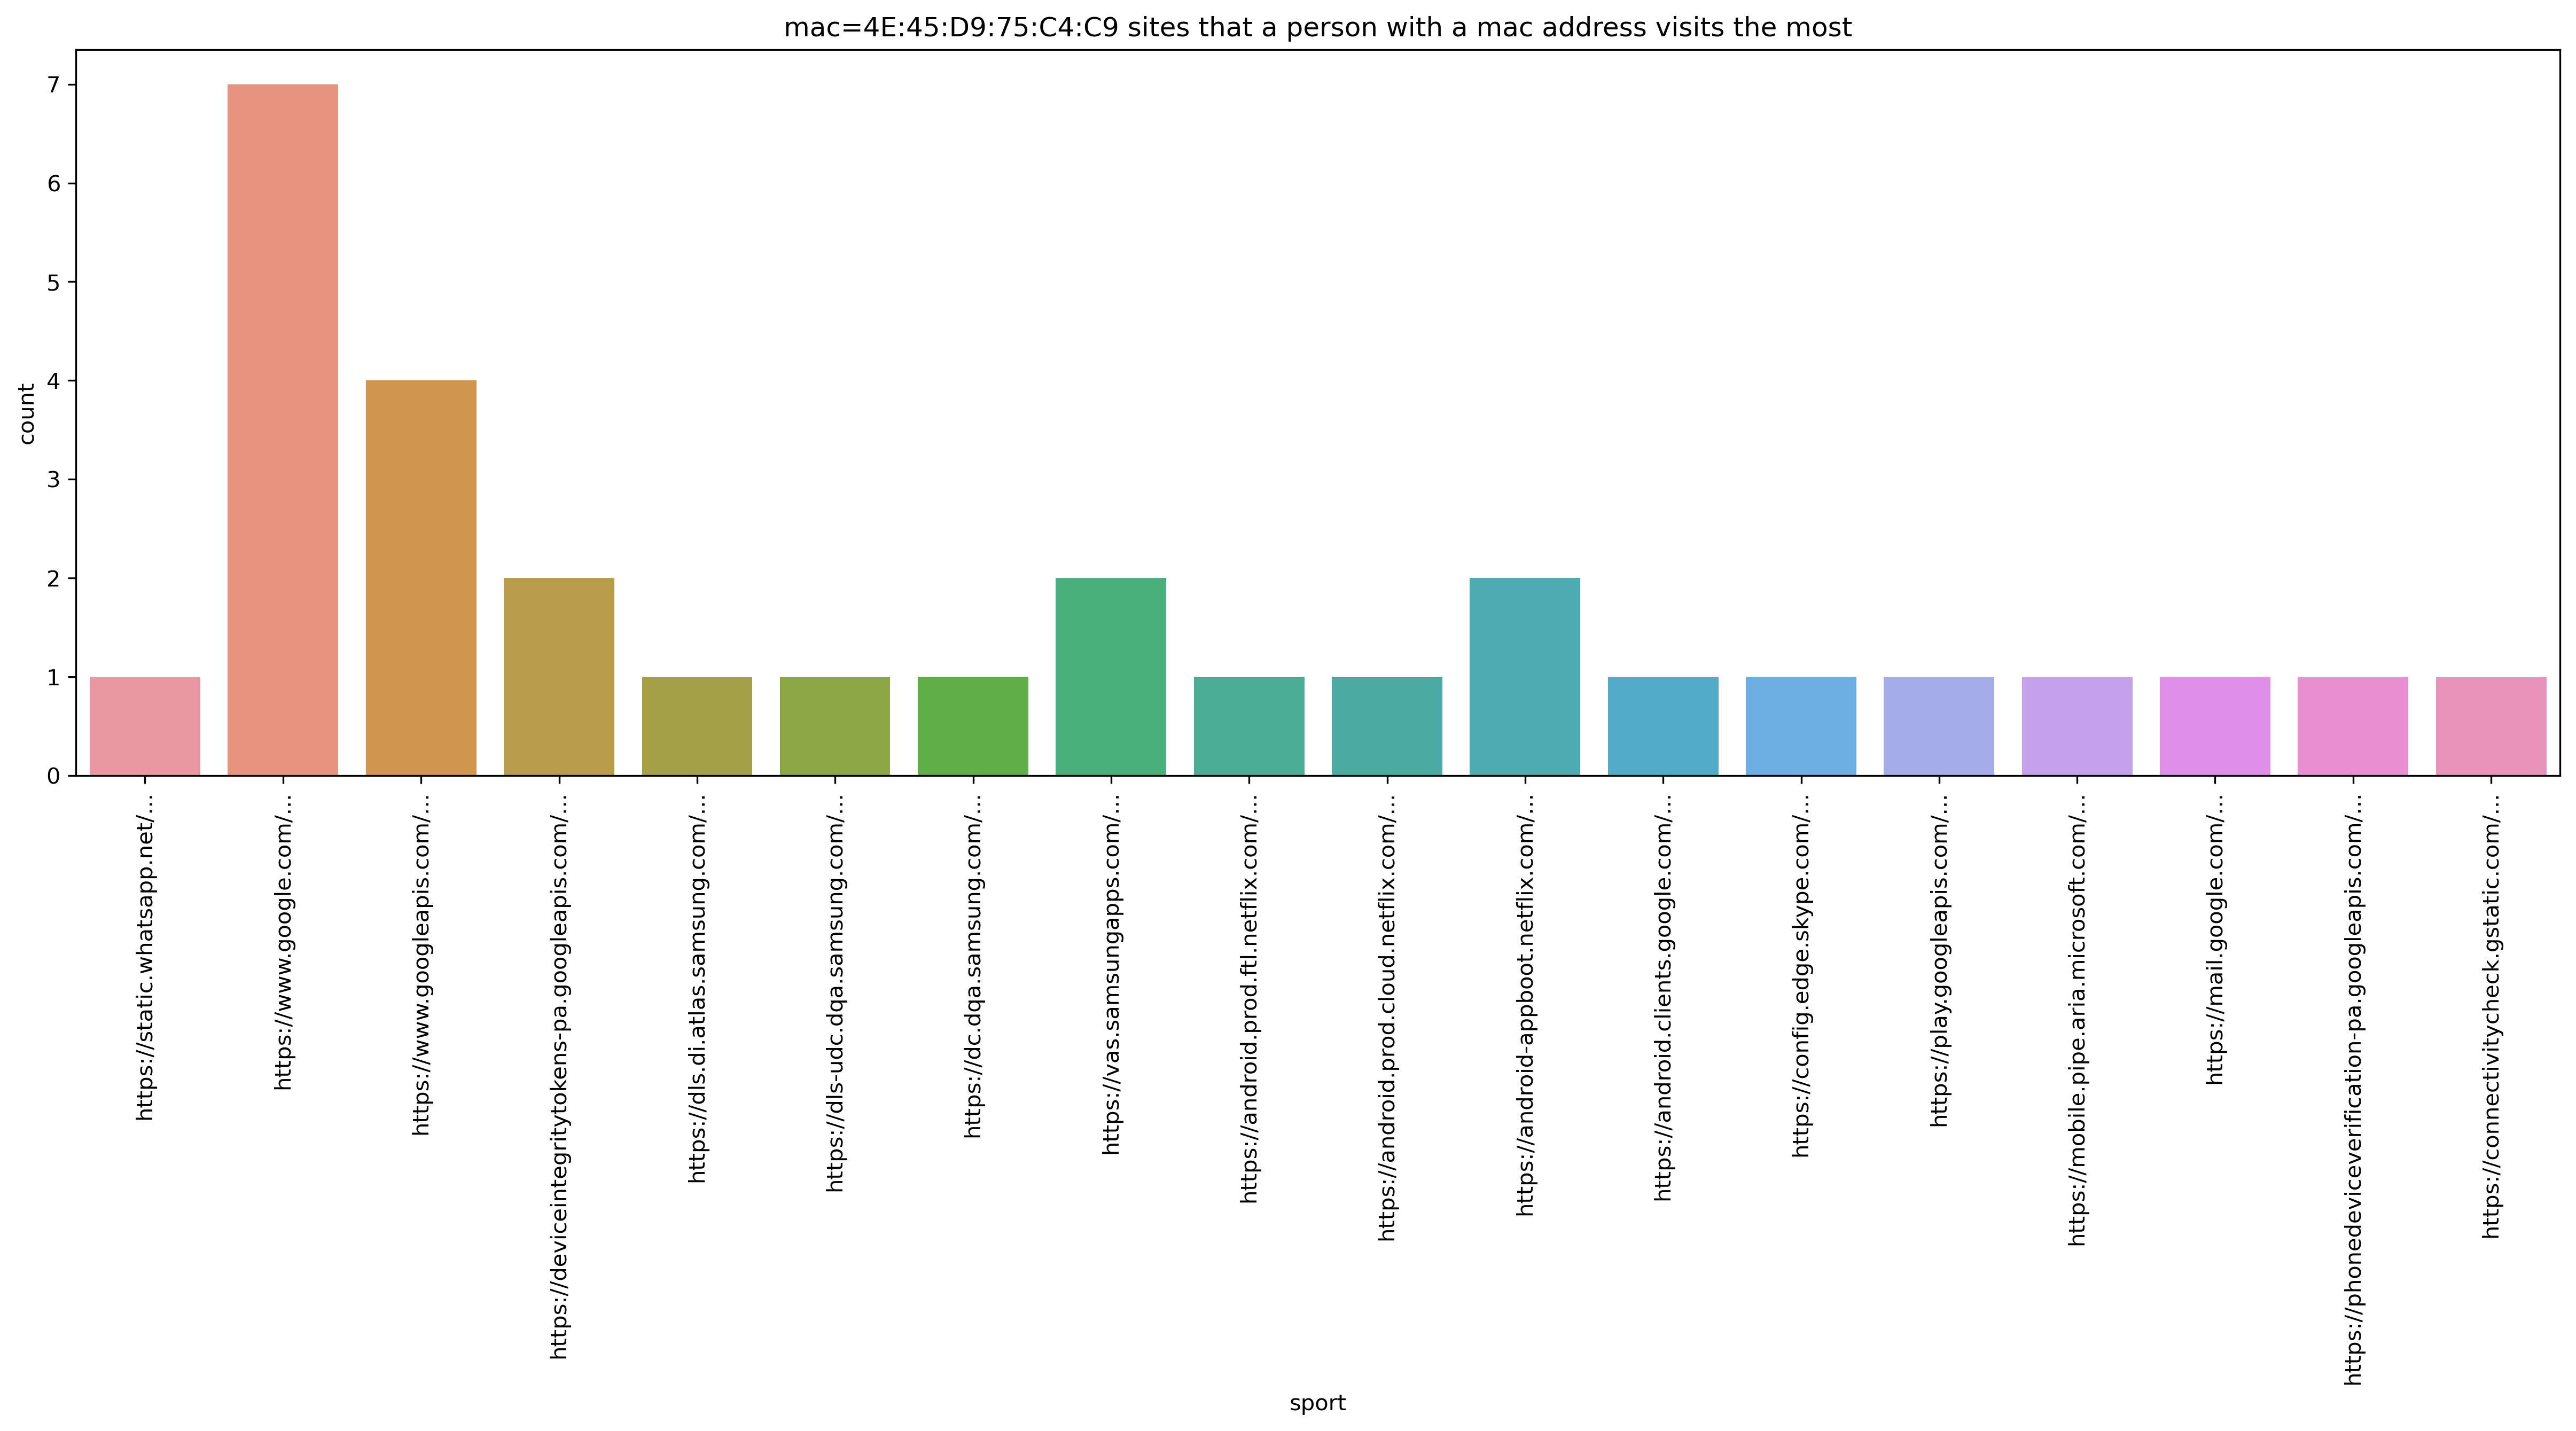 mac=4E:45:D9:75:C4:C9 sites that a person with a mac address visits the most
count
7
6
5
4
3
2
1
0
https://static.whatsapp.net/...
https://www.google.com/...
https://www.googleapis.com/...
https://deviceintegritytokens-pa.googleapis.com/...
https://dls.di.atlas.samsung.com/...
https://dls-udc.dqa.samsung.com/...
https://dc.dqa.samsung.com/...
https://vas.samsungapps.com/...
https://android.prod.ftl.netflix.com/...
https://android.prod.cloud.netflix.com/...
https://android-appboot.netflix.com/...
https://android.clients.google.com/...
https://config.edge.skype.com/...
https://play.googleapis.com/...
https://mobile.pipe.aria.microsoft.com/...
https://mail.google.com/...
https://phonedeviceverification-pa.googleapis.com/...
https://connectivitycheck.gstatic.com/...
sport